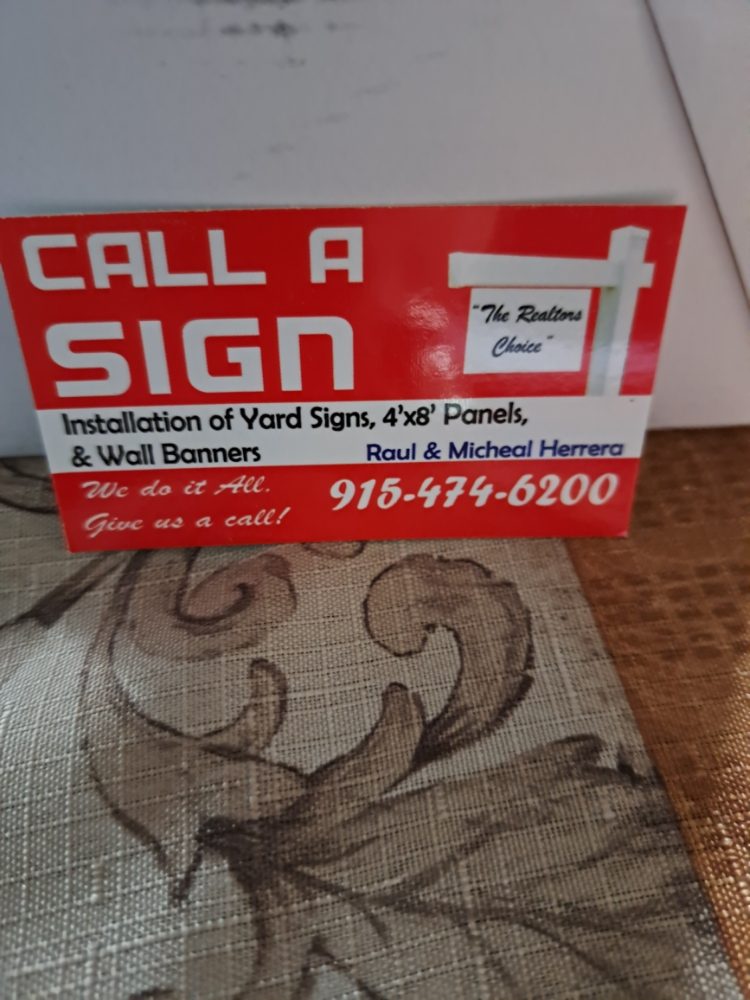 CALL A
SIGN
"The Realtors
Choice"
Installation of Yard Signs, 4'x8' Panels,
& Wall Banners
Raul & Micheal Herrera
We do it All.
Give us a call!
915-474-6200